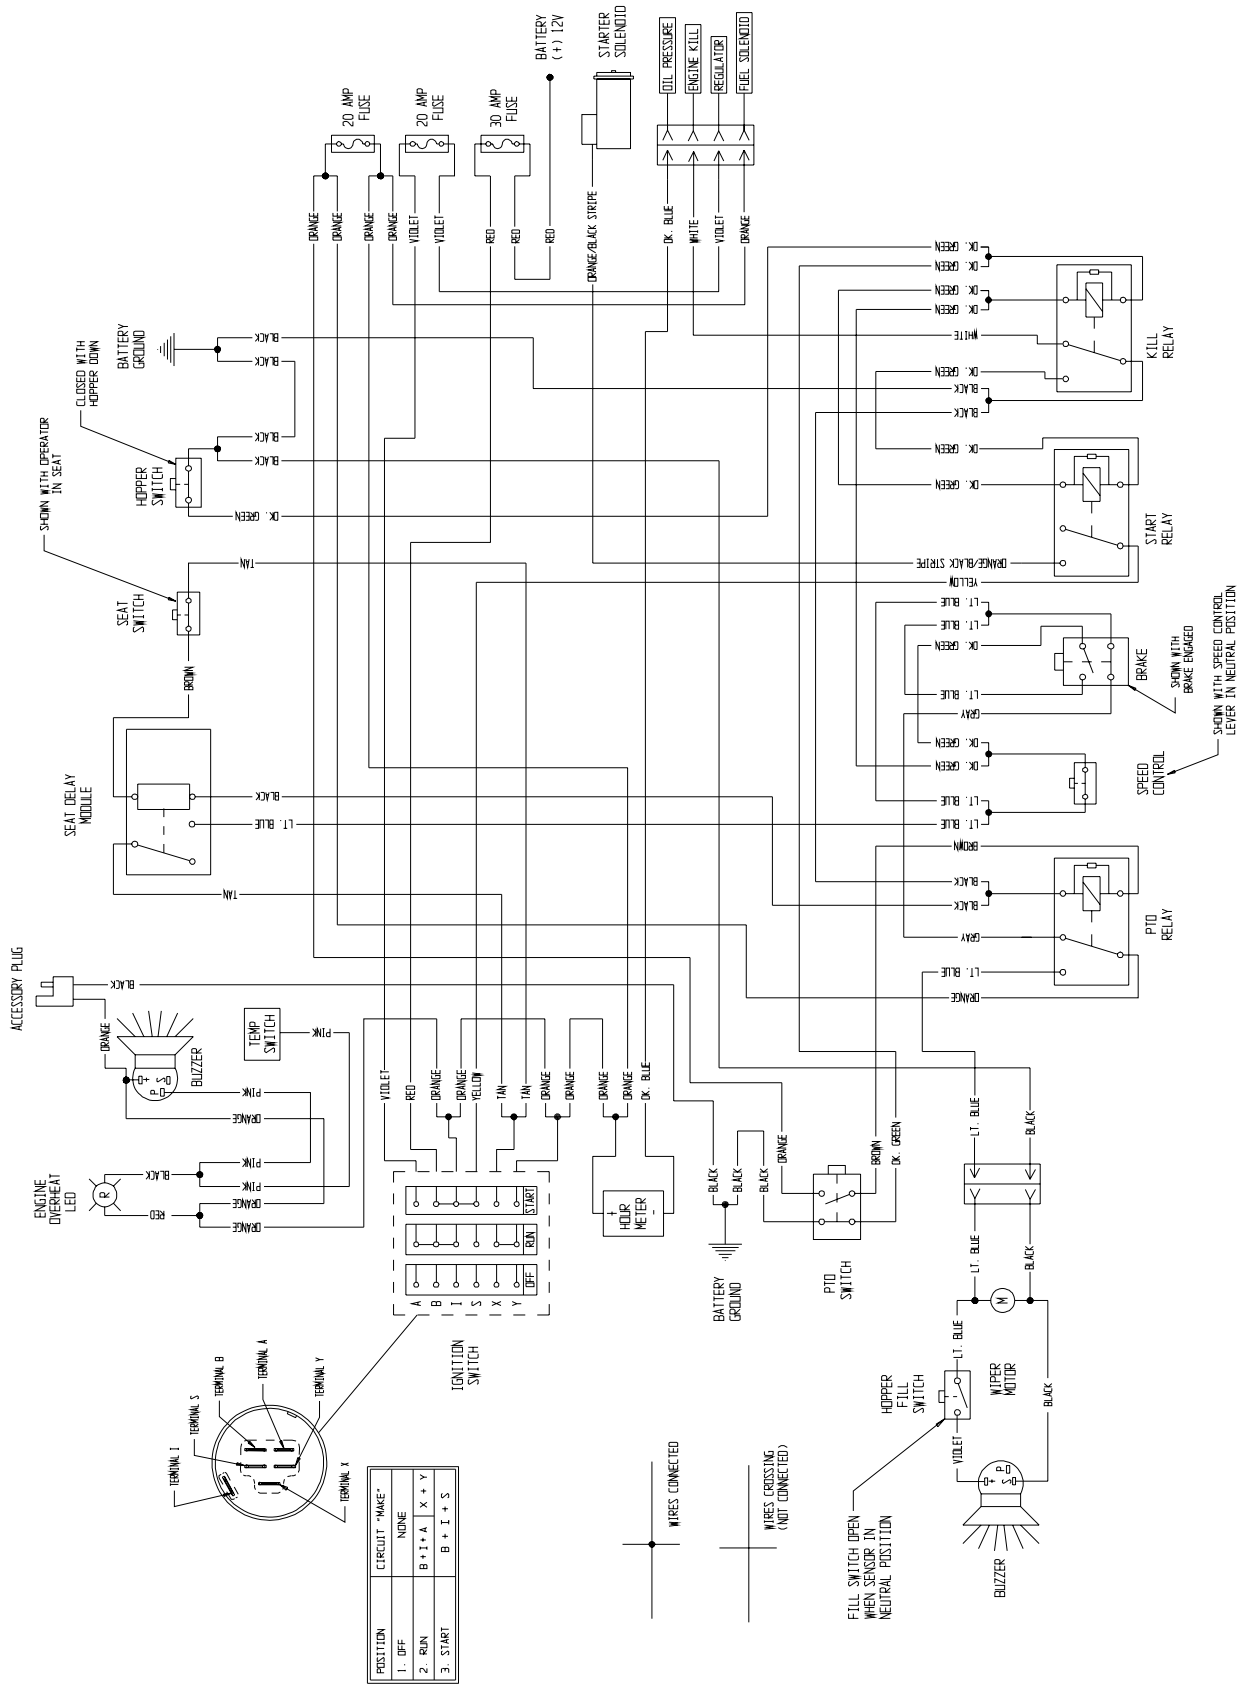 BATTERY
(+) 12V
STARTER
SOLENOID
OIL PRESSURE
ENGINE KILL
REGULATOR
FUEL SOLENOID
20 AMP
FUSE
20 AMP
FUSE
30 AMP
FUSE
ORANGE
ORANGE
ORANGE
ORANGE
VIOLET
VIOLET
RED
RED
RED
ORANGE/BLACK STRIPE
DK. BLUE
WHITE
VIOLET
ORANGE
BATTERY
GROUND
CLOSED WITH
HOPPER DOWN
SHOWN WITH OPERATOR
IN SEAT
HOPPER
SWITCH
BLACK
BLACK
BLACK
BLACK
DK. GREEN
SEAT
SWITCH
TAN
BROWN
SEAT DELAY
MODULE
BLACK
LT. BLUE
TAN
DK. GREEN
DK. GREEN
DK. GREEN
DK. GREEN
WHITE
DK. GREEN
BLACK
BLACK
KILL
RELAY
DK. GREEN
DK. GREEN
ORANGE/BLACK STRIPE
YELLOW
START
RELAY
LT. BLUE
LT. BLUE
DK. GREEN
LT. BLUE
GRAY
BRAKE
SHOWN WITH
BRAKE ENGAGED
DK. GREEN
DK. GREEN
LT. BLUE
LT. BLUE
SPEED
CONTROL
SHOWN WITH SPEED CONTROL
LEVER IN NEUTRAL POSITION
BROWN
BLACK
BLACK
GRAY
LT. BLUE
ORANGE
PTO
RELAY
ACCESSORY PLUG
BLACK
ORANGE
BUZZER
+
S
P
TEMP
SWITCH
PINK
PINK
ORANGE
ENGINE
OVERHEAT
LED
R
BLACK
RED
PINK
PINK
ORANGE
ORANGE
VIOLET
RED
ORANGE
ORANGE
YELLOW
TAN
TAN
ORANGE
ORANGE
ORANGE
ORANGE
DK. BLUE
START
RUN
OFF
A
B
I
S
X
Y
IGNITION
SWITCH
+
HOUR
METER
-
BLACK
BLACK
BLACK
ORANGE
BATTERY
GROUND
BROWN
DK. GREEN
PTO
SWITCH
LT. BLUE
BLACK
LT. BLUE
BLACK
M
WIPER
MOTOR
LT. BLUE
HOPPER
FILL
SWITCH
VIOLET
BLACK
+
S
P
BUZZER
FILL SWITCH OPEN
WHEN SENSOR IN
NEUTRAL POSITION
TERMINAL I
TERMINAL S
TERMINAL B
TERMINAL A
TERMINAL Y
TERMINAL X
POSITION CIRCUIT "MAKE"
1. OFF NONE
2. RUN B+I+A X + Y
3. START B + I + S
WIRES CONNECTED
WIRES CROSSING
(NOT CONNECTED)